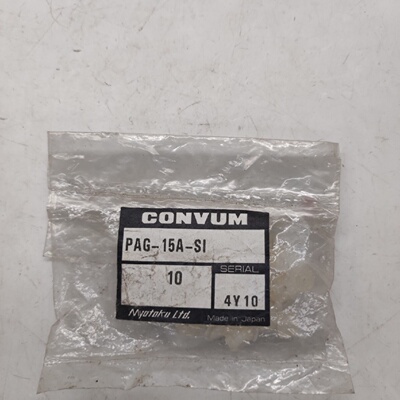 CONVUM
PAG-15A-SI
10
SERIAL
4Y10
Myotoku Ltd.
Made in Japan